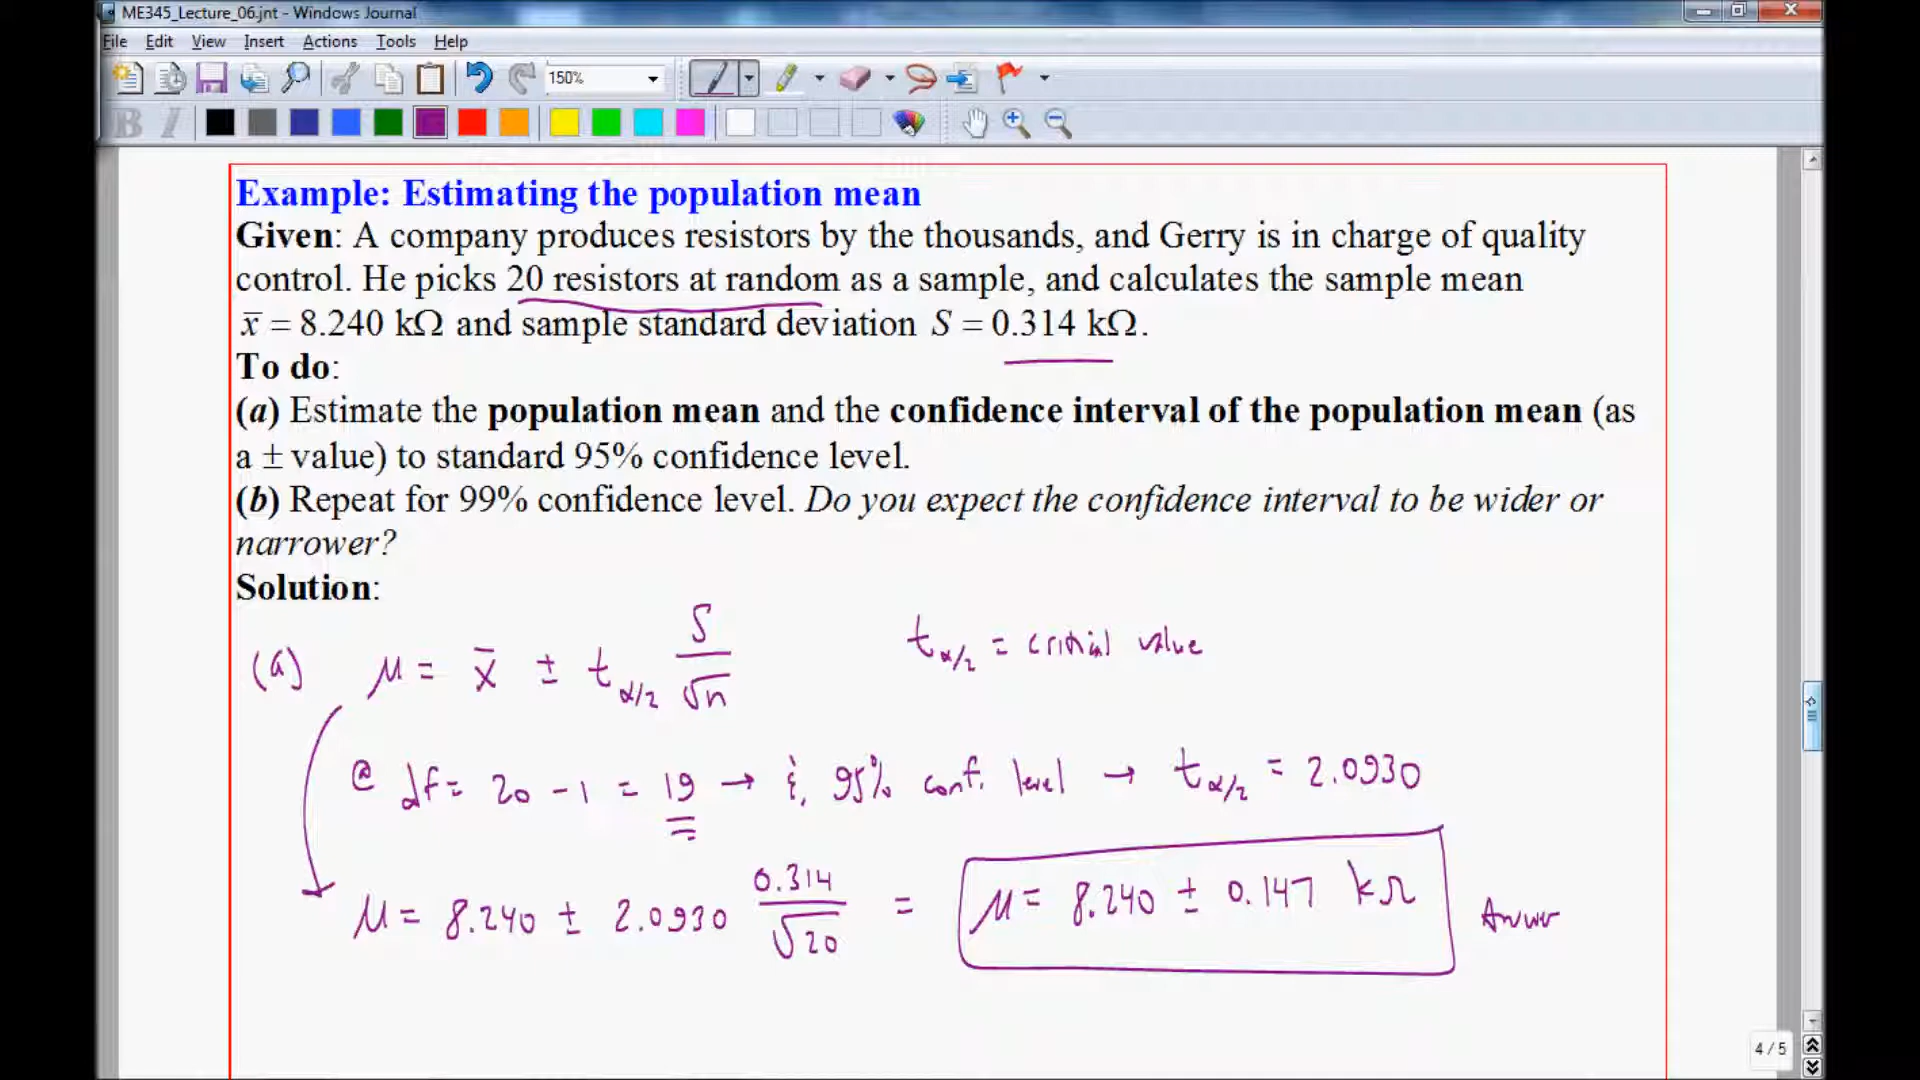 ME345_Lecture_06.jnt - Windows Journal
File Edit View Insert Actions Tools Help
150%
B I
Example: Estimating the population mean
Given: A company produces resistors by the thousands, and Gerry is in charge of quality
control. He picks 20 resistors at random as a sample, and calculates the sample mean
x̄ = 8.240 kΩ and sample standard deviation S = 0.314 kΩ.
To do:
(a) Estimate the population mean and the confidence interval of the population mean (as
a ± value) to standard 95% confidence level.
(b) Repeat for 99% confidence level. Do you expect the confidence interval to be wider or
narrower?
Solution:
(a) μ = x̄ ± t α/2 S/√n t α/2 = critical value
@ df = 20 - 1 = 19 → &, 95% conf. level → t α/2 = 2.0930
μ = 8.240 ± 2.0930 0.314/√20 = μ = 8.240 ± 0.147 kΩ Answer
4 / 5